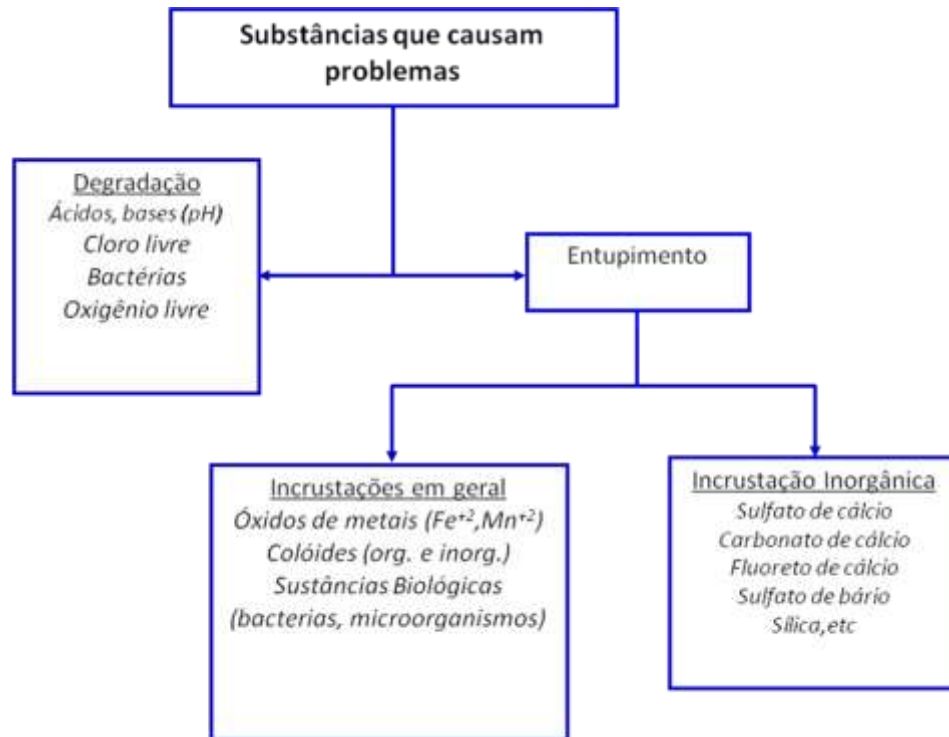 Substâncias que causam
problemas
Degradação
Ácidos, bases (pH)
Cloro livre
Bactérias
Oxigênio livre
Entupimento
Incrustações em geral
Óxidos de metais (Fe⁺²,Mn⁺²)
Colóides (org. e inorg.)
Sustâncias Biológicas
(bacterias, microorganismos)
Incrustação Inorgânica
Sulfato de cálcio
Carbonato de cálcio
Fluoreto de cálcio
Sulfato de bário
Sílica,etc